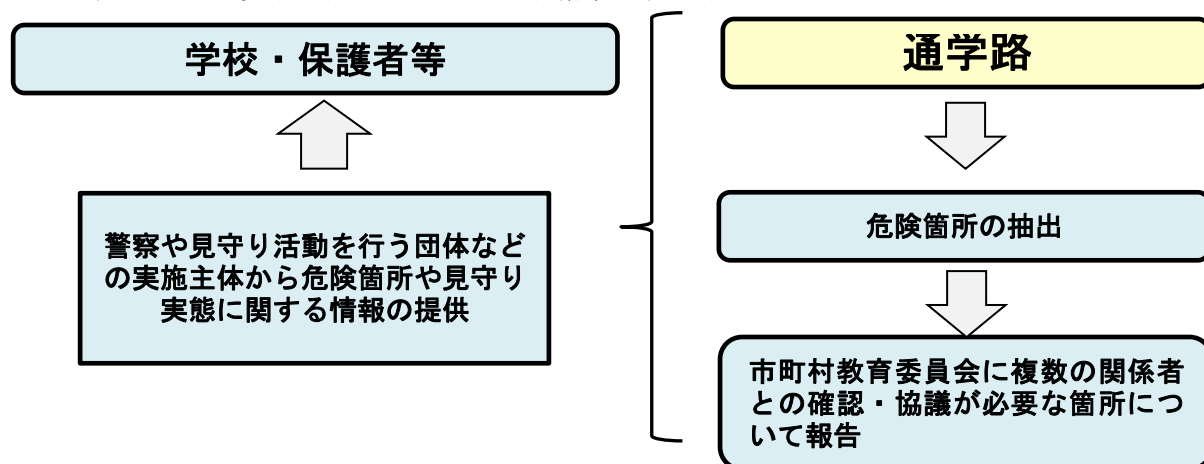 学校・保護者等
警察や見守り活動を行う団体など
の実施主体から危険箇所や見守り
実態に関する情報の提供
通学路
危険箇所の抽出
市町村教育委員会に複数の関係者
との確認・協議が必要な箇所につ
いて報告